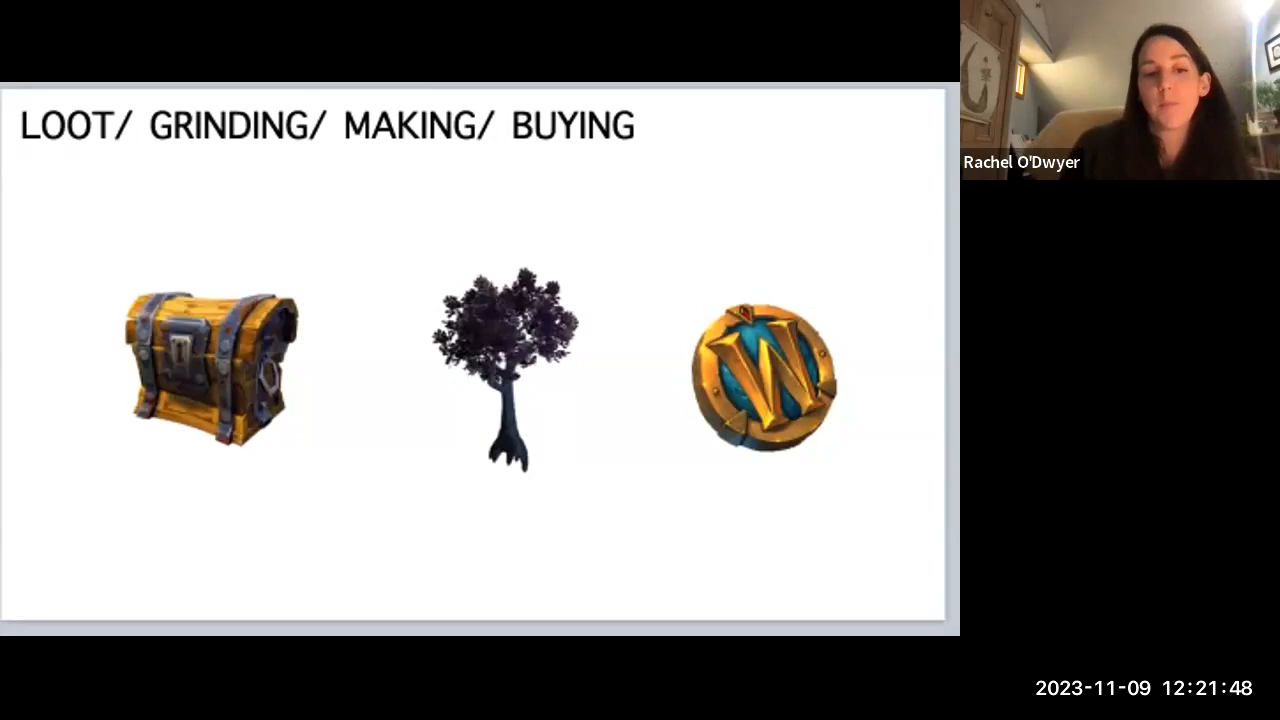 LOOT/ GRINDING/ MAKING/ BUYING
W
Rachel O'Dwyer
2023-11-09 12:21:48